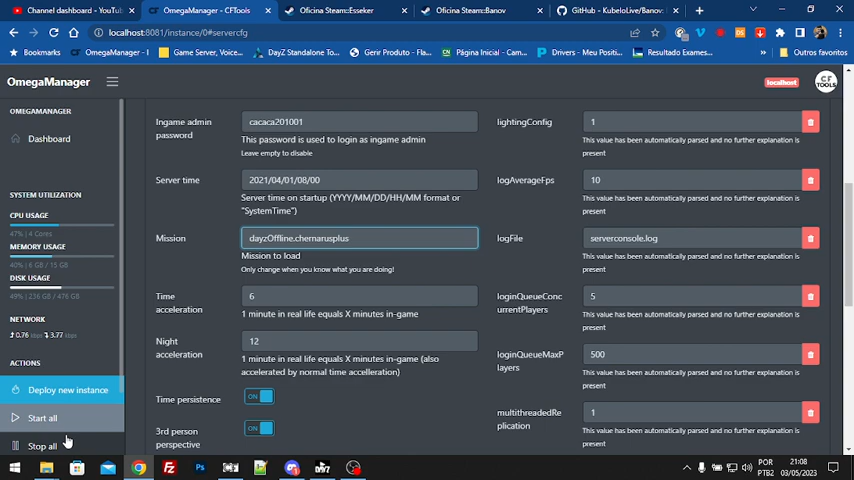 Channel dashboard - YouTu
OmegaManager - CFTools
Oficina Steam::Esseker
Oficina Steam::Banov
GitHub - KubeloLive/Banov:
localhost:8081/instance/0#servercfg
Bookmarks
OmegaManager - I
Game Server, Voice...
DayZ Standalone To...
Gerir Produto - Fla...
Página Inicial - Cam...
Drivers - Meu Positi...
Resultado Exames...
Outros favoritos
OmegaManager
localhost
CF TOOLS
OMEGAMANAGER
Dashboard
SYSTEM UTILIZATION
CPU USAGE
47% | 4 Cores
MEMORY USAGE
40% | 6 GB / 15 GB
DISK USAGE
49% | 236 GB / 476 GB
NETWORK
0.76 kbps 3.77 kbps
ACTIONS
Deploy new instance
Start all
Stop all
Ingame admin password
cacaca201001
This password is used to login as ingame admin
Leave empty to disable
Server time
2021/04/01/08/00
Server time on startup (YYYY/MM/DD/HH/MM format or
"SystemTime")
Mission
dayzOffline.chernarusplus
Mission to load
Only change when you know what you are doing!
Time acceleration
6
1 minute in real life equals X minutes in-game
Night acceleration
12
1 minute in real life equals X minutes in-game (also
accelerated by normal time accelleration)
Time persistence
ON
3rd person perspective
ON
lightingConfig
1
This value has been automatically parsed and no further explanation is
present
logAverageFps
10
This value has been automatically parsed and no further explanation is
present
logFile
serverconsole.log
This value has been automatically parsed and no further explanation is
present
loginQueueConc
urrentPlayers
5
This value has been automatically parsed and no further explanation is
present
loginQueueMaxP
layers
500
This value has been automatically parsed and no further explanation is
present
multithreadedRe
plication
1
This value has been automatically parsed and no further explanation is
present
POR
PTB2
21:08
03/05/2023